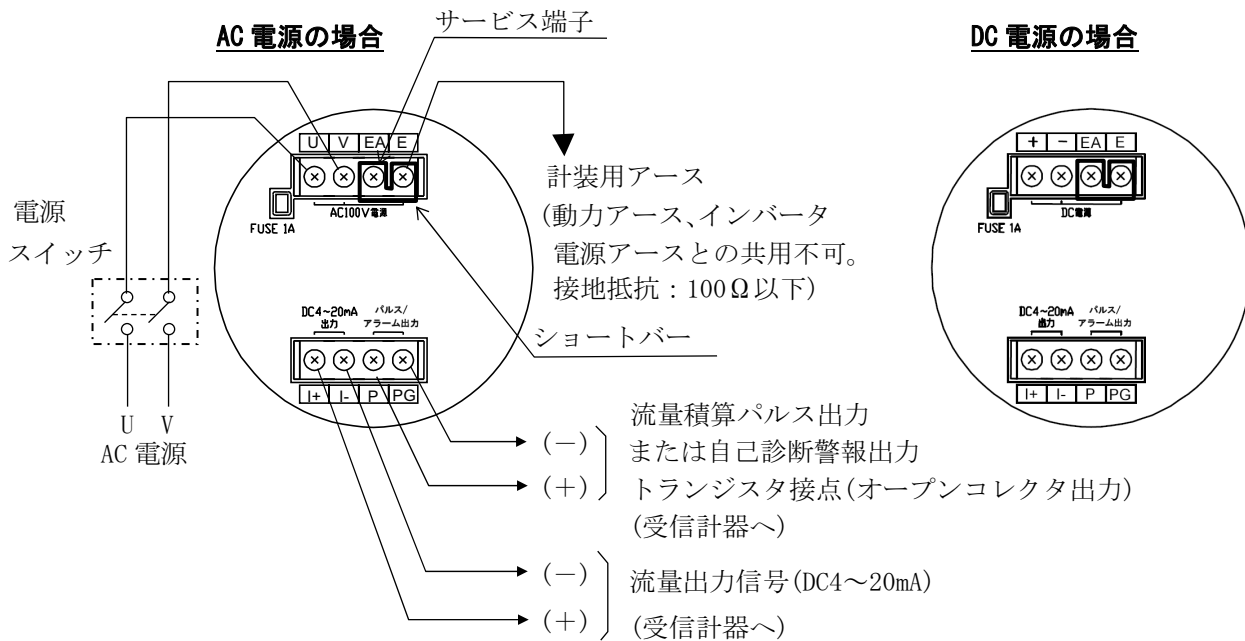 AC 電源の場合
サービス端子
DC 電源の場合
U V EA E
AC100V電源
FUSE 1A
電源
スイッチ
計装用アース
(動力アース、インバータ
電源アースとの共用不可。
接地抵抗：100Ω以下)
ショートバー
DC4～20mA
出力
パルス/
アラーム出力
I+ I- P PG
U V
AC 電源
(－)
(＋)
流量積算パルス出力
または自己診断警報出力
トランジスタ接点(オープンコレクタ出力)
(受信計器へ)
(－)
(＋)
流量出力信号(DC4～20mA)
(受信計器へ)
+ - EA E
DC電源
FUSE 1A
DC4～20mA
出力
パルス/
アラーム出力
I+ I- P PG